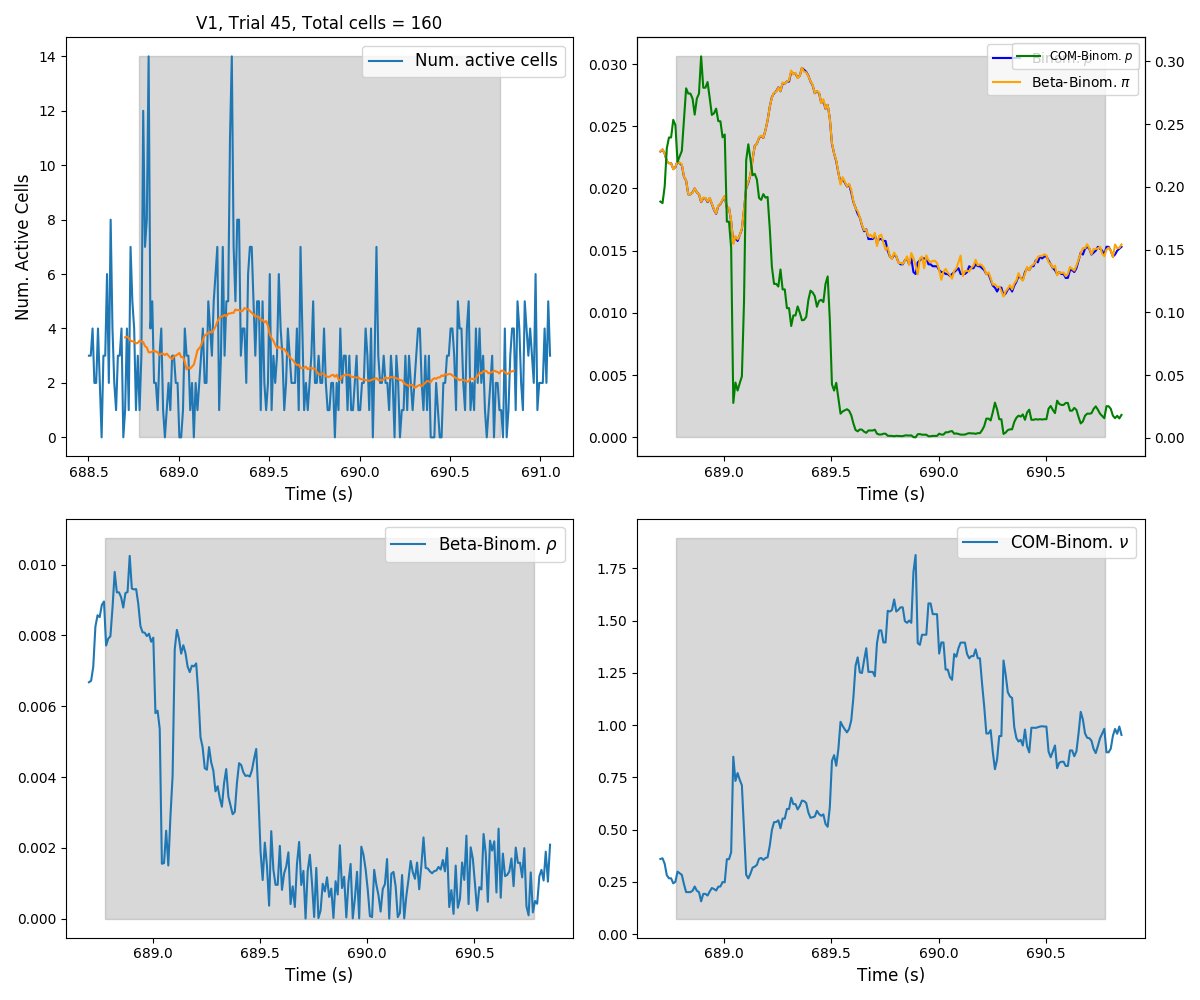 V1, Trial 45, Total cells = 160
Num. active cells
Num. Active Cells
14
12
10
8
6
4
2
0
688.5 689.0 689.5 690.0 690.5 691.0
Time (s)
COM-Binom. p
Beta-Binom. π
0.030
0.025
0.020
0.015
0.010
0.005
0.000
0.30
0.25
0.20
0.15
0.10
0.05
0.00
689.0 689.5 690.0 690.5
Time (s)
Beta-Binom. ρ
0.010
0.008
0.006
0.004
0.002
0.000
689.0 689.5 690.0 690.5
Time (s)
COM-Binom. ν
1.75
1.50
1.25
1.00
0.75
0.50
0.25
0.00
689.0 689.5 690.0 690.5
Time (s)